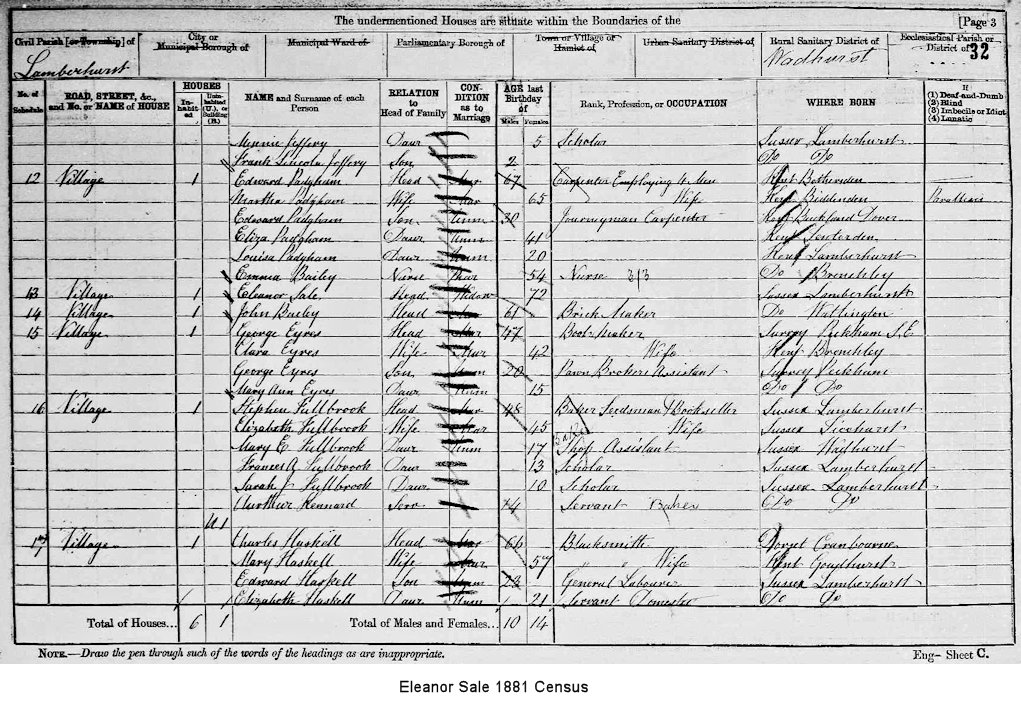 The undermentioned Houses are situate within the Boundaries of the [Page 3
Civil Parish [or Township] of City or Municipal Borough of Municipal Ward of Parliamentary Borough of Town or Village or Hamlet of Urban Sanitary District of Rural Sanitary District of Ecclesiastical Parish or District of
Lamberhurst Wadhurst 32
No. of Schedule ROAD, STREET, &c., and No. or NAME of HOUSE HOUSES Inhabited Uninhabited (U.), or Building (B.) NAME and Surname of each Person RELATION to Head of Family CONDITION as to Marriage AGE last Birthday of Males Females Rank, Profession, or OCCUPATION WHERE BORN If (1) Deaf-and-Dumb (2) Blind (3) Imbecile or Idiot (4) Lunatic
Minnie Jeffery Daur 5 Scholar Sussex Lamberhurst
Frank Lincoln Jeffery Son 2 Do Do
12 Village 1 Edward Padgham Head Mar 67 Carpenter Employing Men Kent Bethersden
Martha Padgham Wife Mar 65 Wife Kent Biddenden
Edward Padgham Son Unm 30 Journeyman Carpenter Kent Buckland Dover
Eliza Padgham Daur Unm 41 Kent Tenterden
Louisa Padgham Daur Unm 20 Kent Lamberhurst
Emma Bailey Nurse Mar 54 Nurse Do Brenchley
13 Village 1 Eleanor Sale Head Widow 72 Sussex Lamberhurst
14 Village 1 John Bailey Head 61 Brick Maker Do Watlington
15 Village 1 George Eyres Head Mar 47 Boot Maker Surrey Peckham S.E
Clara Eyres Wife Mar 42 Wife Kent Brenchley
George Eyres Son Unm 20 Pawn Brokers Assistant Surrey Peckham
Mary Ann Eyres Daur Unm 15 Do Do
16 Village 1 Stephen Fullbrook Head Mar 48 Baker Seedsman & Bookseller Sussex Lamberhurst
Elizabeth Fullbrook Wife Mar 45 Wife Sussex Ticehurst
Mary E Fullbrook Daur Unm 17 Shop Assistant Sussex Wadhurst
Frances A Fullbrook Daur 13 Scholar Sussex Lamberhurst
Sarah J Fullbrook Daur 10 Scholar Sussex Lamberhurst
Aurthur Kennard Serv 14 Servant Baker Do Do
U 1
17 Village 1 Charles Haskell Head Mar 66 Blacksmith Dorset Cranbourne
Mary Haskell Wife Mar 57 Wife Kent Goudhurst
Edward Haskell Son Unm 23 General Labourer Sussex Lamberhurst
Elizabeth Haskell Daur Unm 21 Servant Domestic Do Do
Total of Houses... 6 1 Total of Males and Females... 10 14
NOTE.—Draw the pen through such of the words of the headings as are inappropriate. Eng– Sheet C.
Eleanor Sale 1881 Census